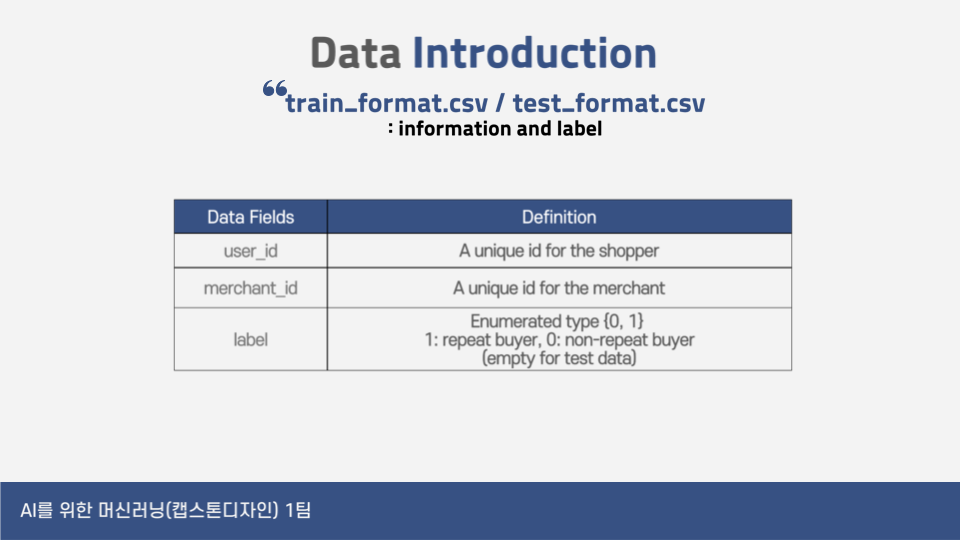 Data Introduction
“train_format.csv / test_format.csv
: information and label
Data Fields Definition
user_id A unique id for the shopper
merchant_id A unique id for the merchant
label Enumerated type {0, 1}
1: repeat buyer, 0: non-repeat buyer
(empty for test data)
AI를 위한 머신러닝(캡스톤디자인) 1팀